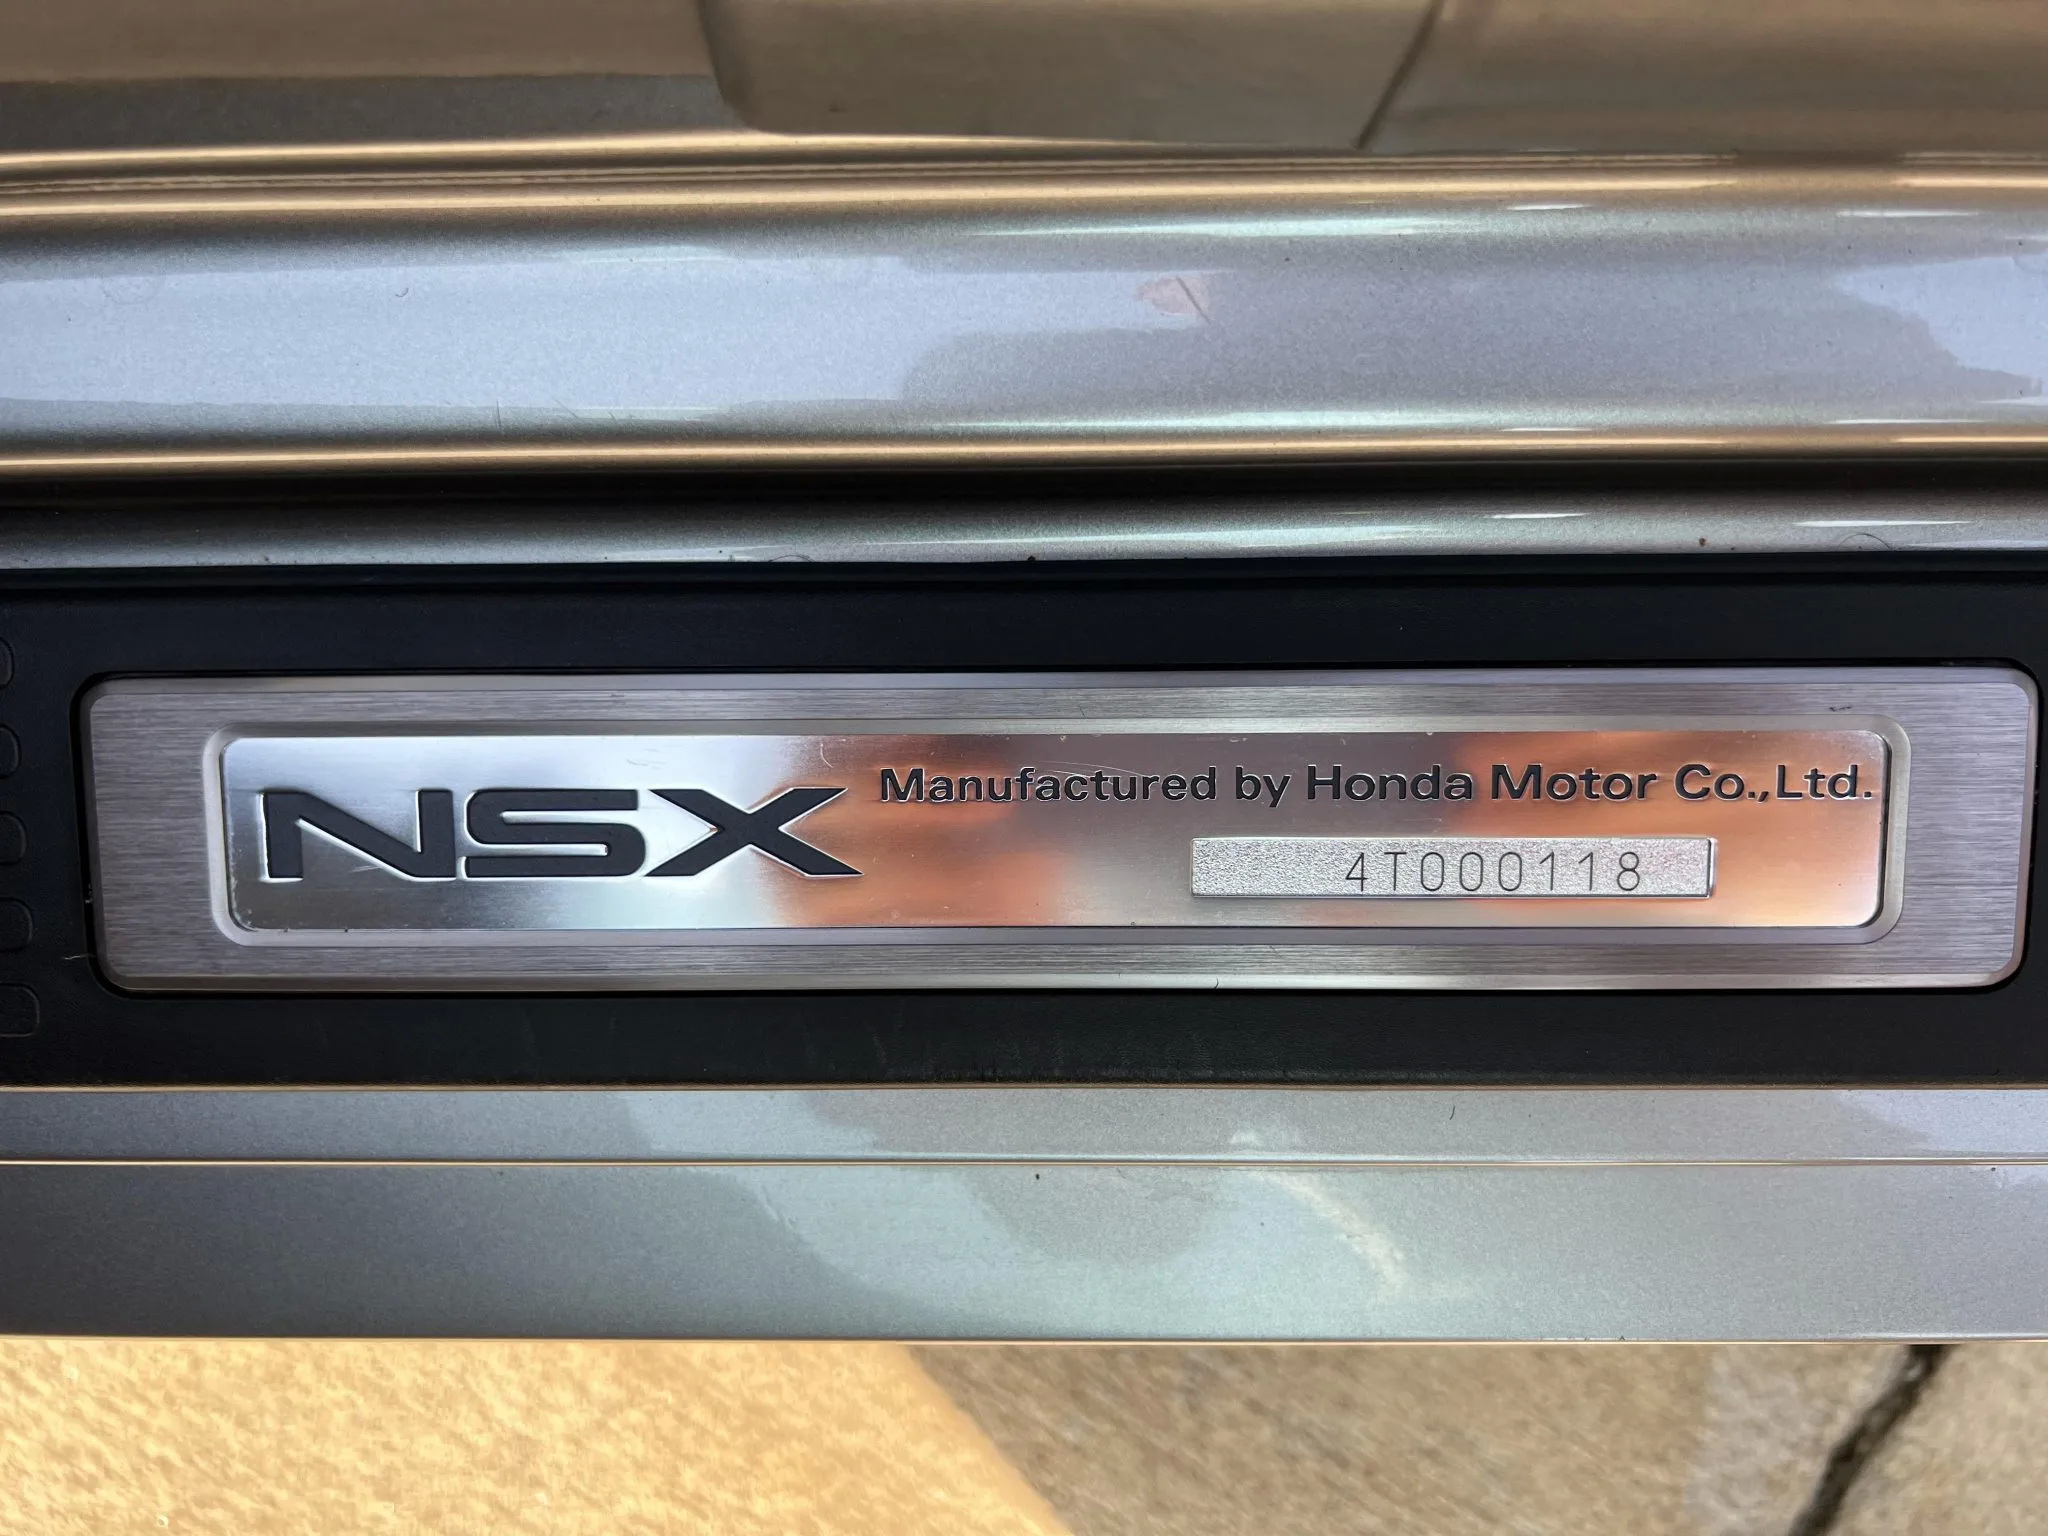 NSX
Manufactured by Honda Motor Co.,Ltd.
4T000118